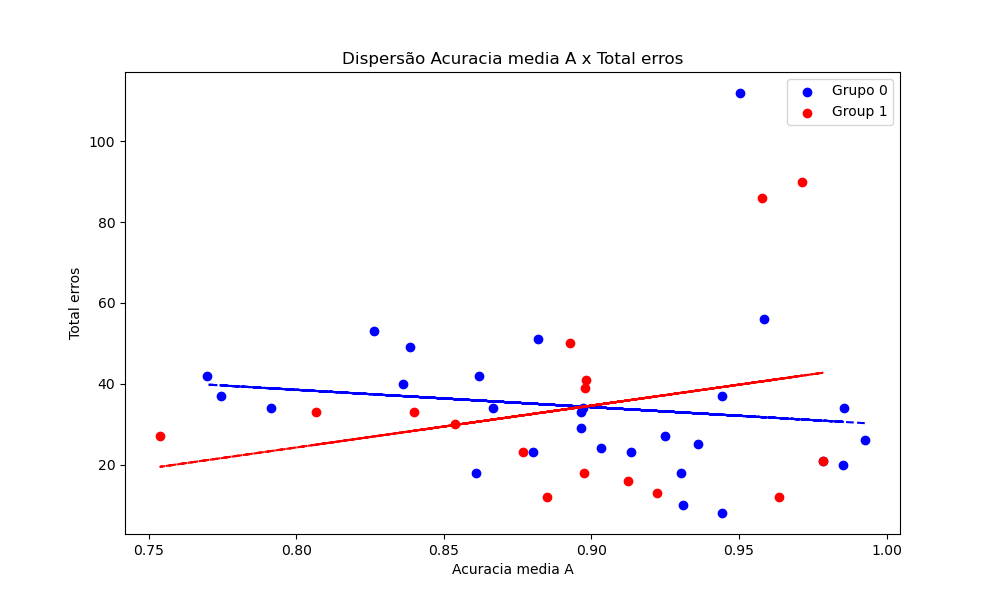 Dispersão Acuracia media A x Total erros
Grupo 0
Group 1
Total erros
100
80
60
40
20
0.75 0.80 0.85 0.90 0.95 1.00
Acuracia media A